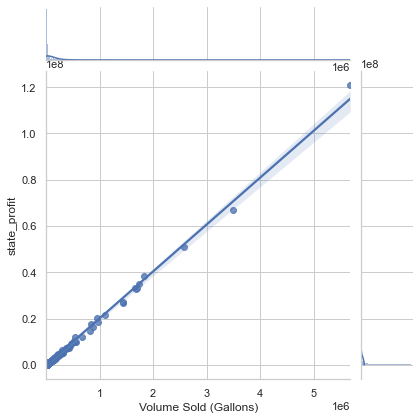 1e8
1e6
1e8
1.2
1.0
0.8
0.6
0.4
0.2
0.0
state_profit
1 2 3 4 5
Volume Sold (Gallons)
1e6